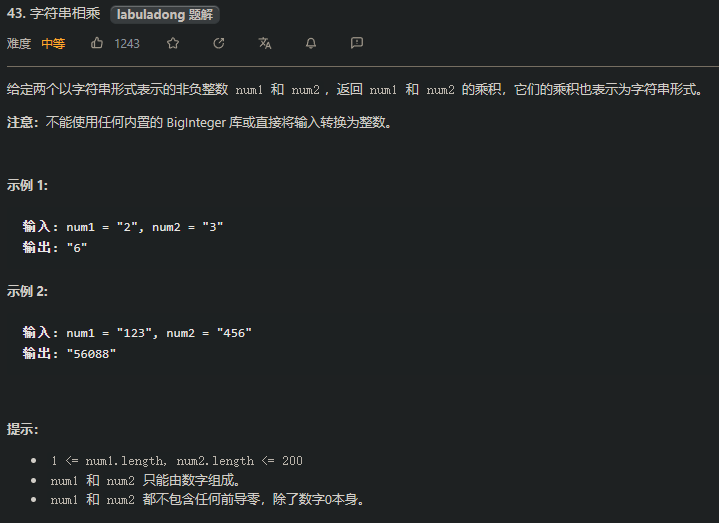 43. 字符串相乘 labuladong 题解
难度 中等 1243
给定两个以字符串形式表示的非负整数 num1 和 num2，返回 num1 和 num2 的乘积，它们的乘积也表示为字符串形式。
注意：不能使用任何内置的 BigInteger 库或直接将输入转换为整数。
示例 1:
输入: num1 = "2", num2 = "3"
输出: "6"
示例 2:
输入: num1 = "123", num2 = "456"
输出: "56088"
提示：
1 <= num1.length, num2.length <= 200
num1 和 num2 只能由数字组成。
num1 和 num2 都不包含任何前导零，除了数字0本身。